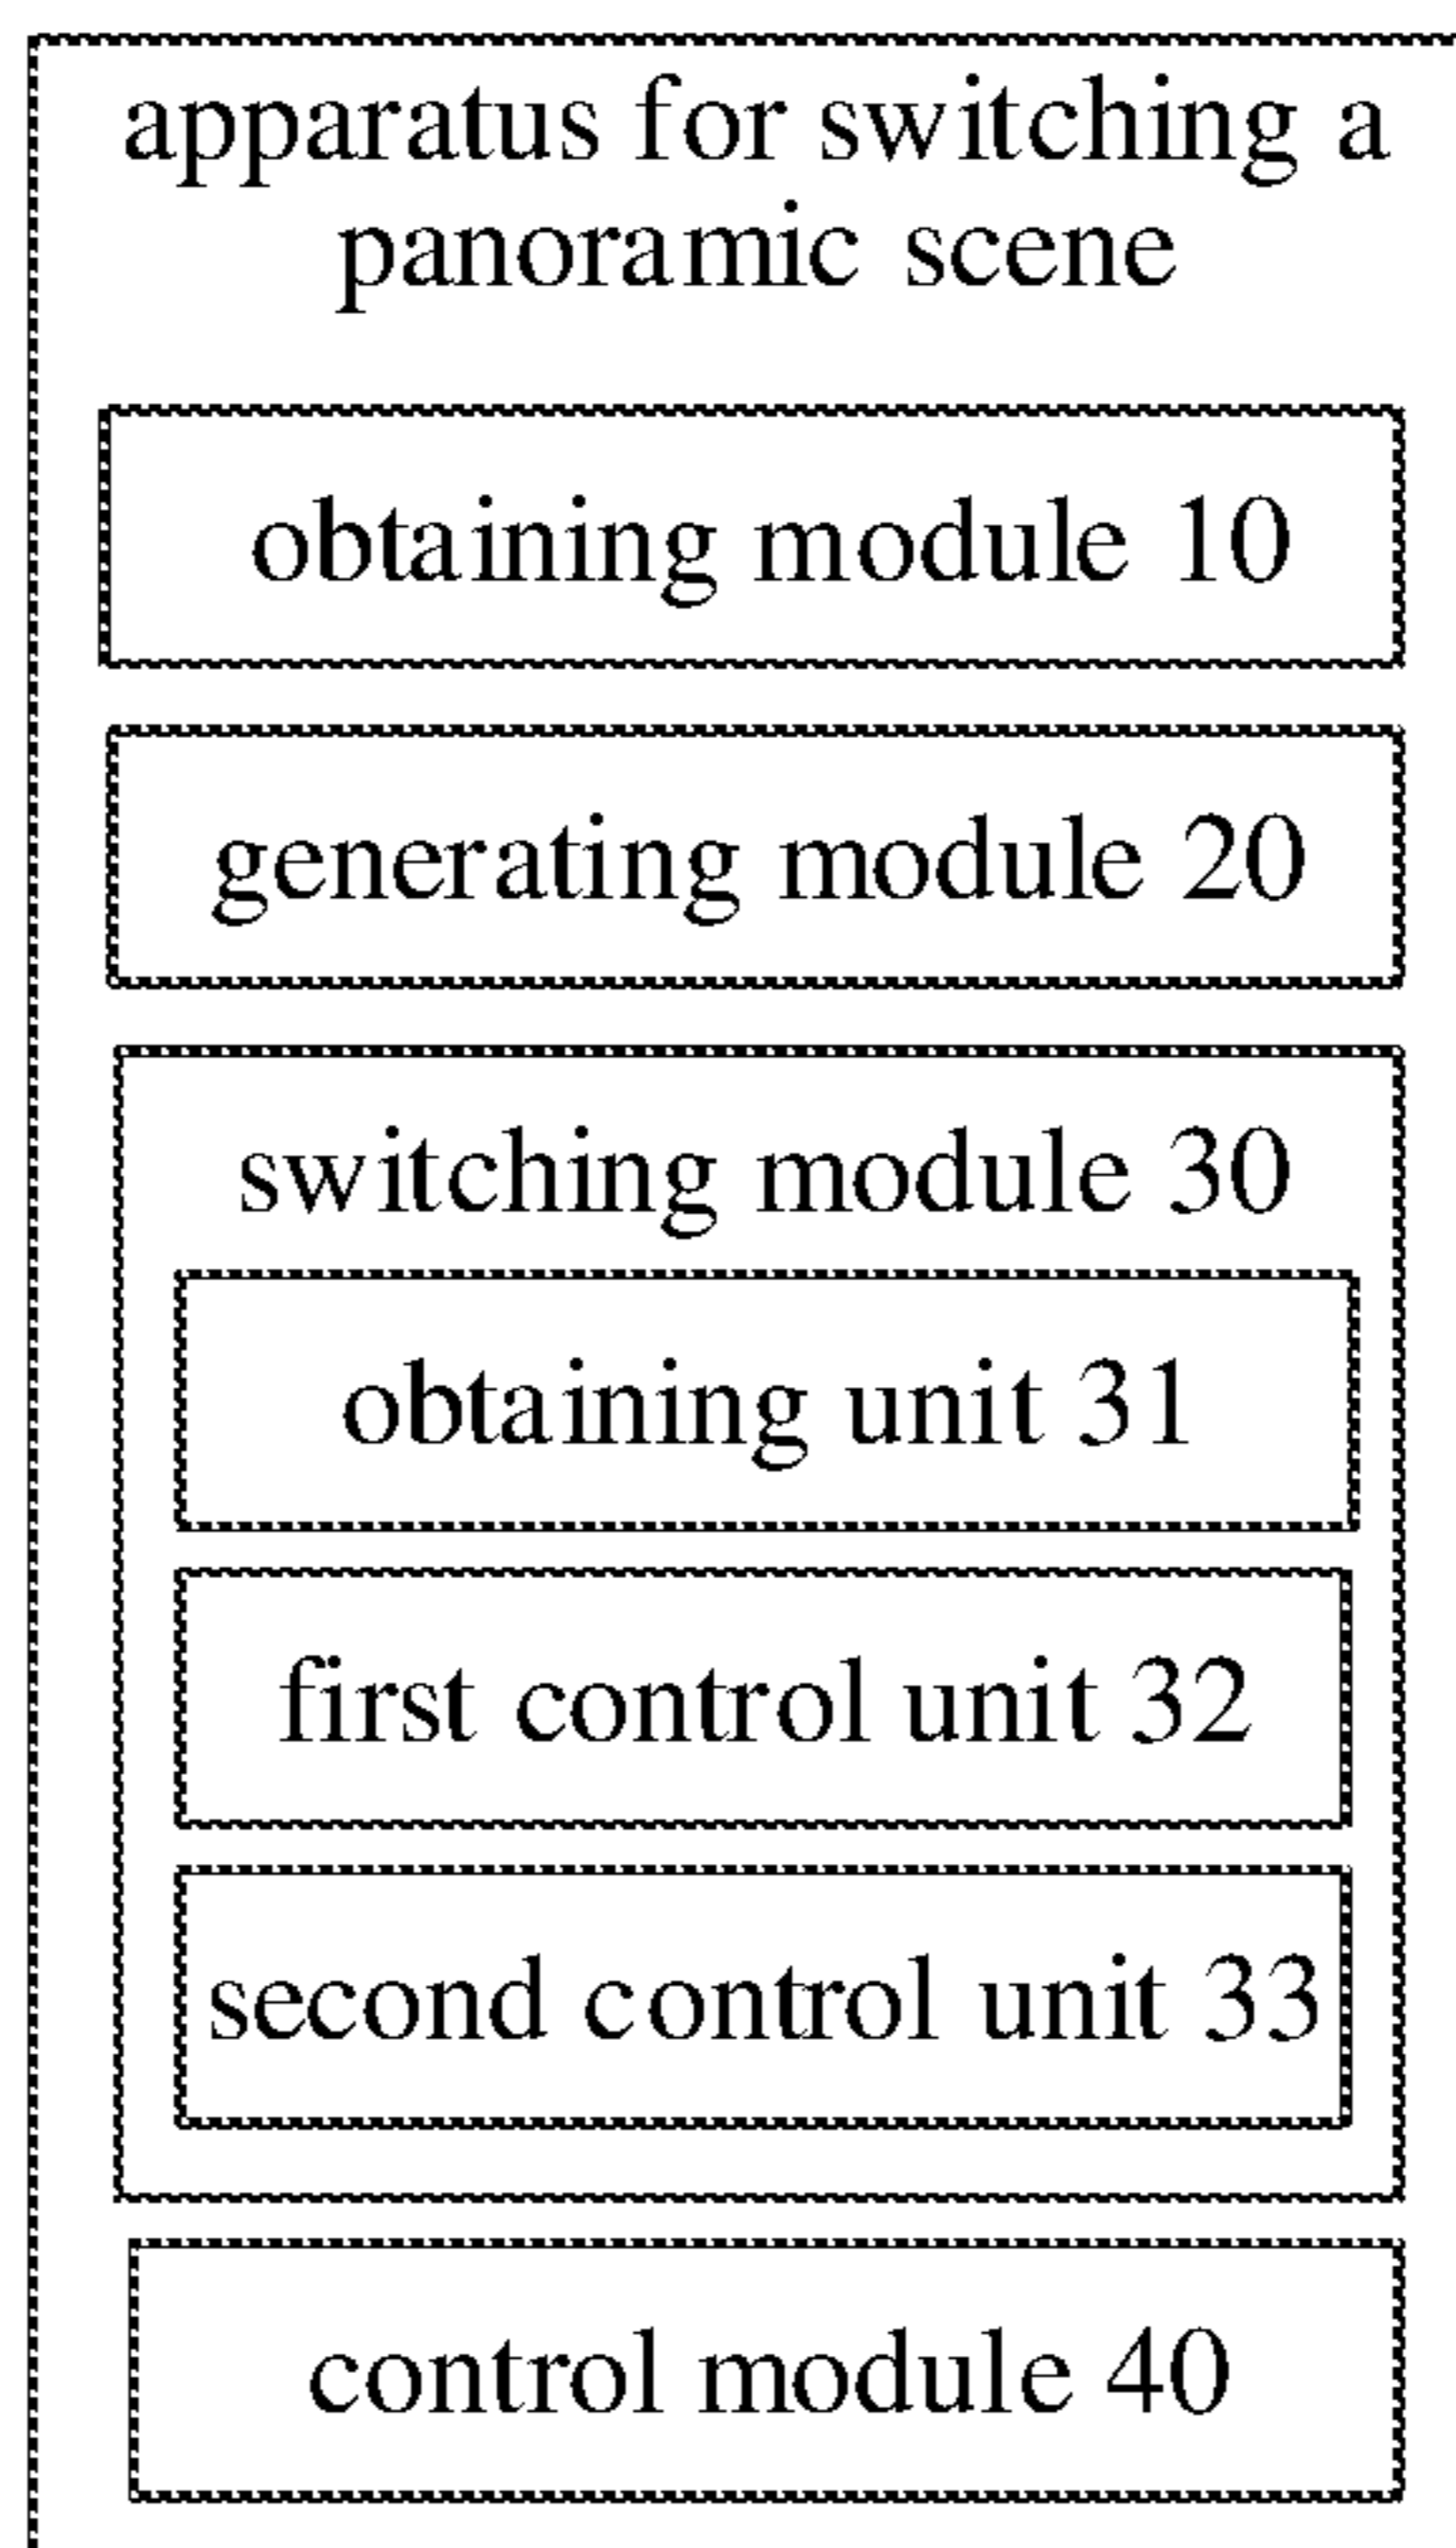 apparatus for switching a
panoramic scene
obtaining module 10
generating module 20
switching module 30
obtaining unit 31
first control unit 32
second control unit 33
control module 40